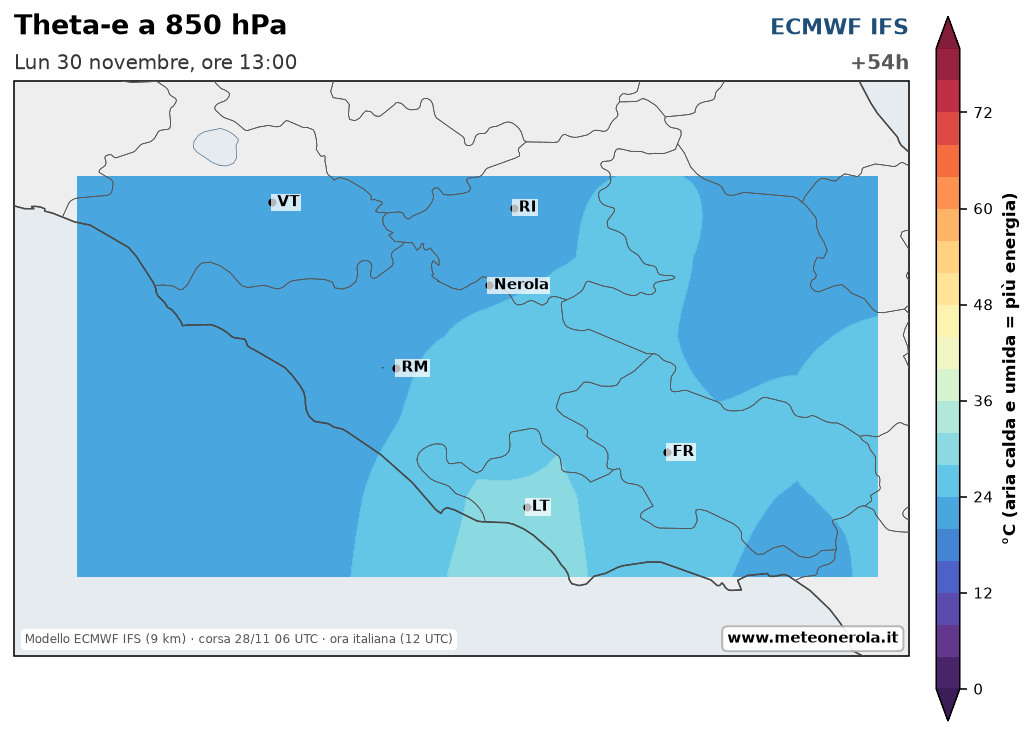 Theta-e a 850 hPa
ECMWF IFS
Lun 30 novembre, ore 13:00
+54h
VT
RI
Nerola
RM
FR
LT
72
60
48
36
24
12
0
°C (aria calda e umida = più energia)
Modello ECMWF IFS (9 km) · corsa 28/11 06 UTC · ora italiana (12 UTC)
www.meteonerola.it